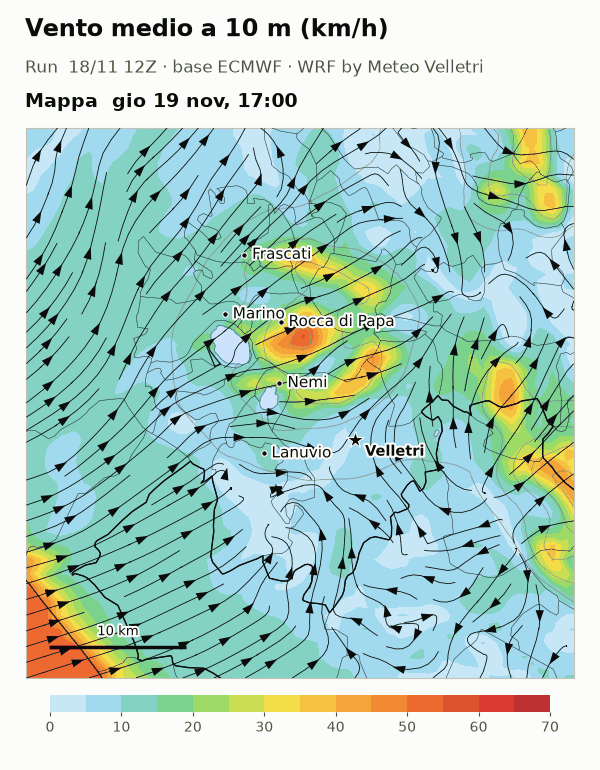 Vento medio a 10 m (km/h)
Run 18/11 12Z · base ECMWF · WRF by Meteo Velletri
Mappa gio 19 nov, 17:00
Frascati
Marino
Rocca di Papa
Nemi
Velletri
Lanuvio
10 km
0 10 20 30 40 50 60 70